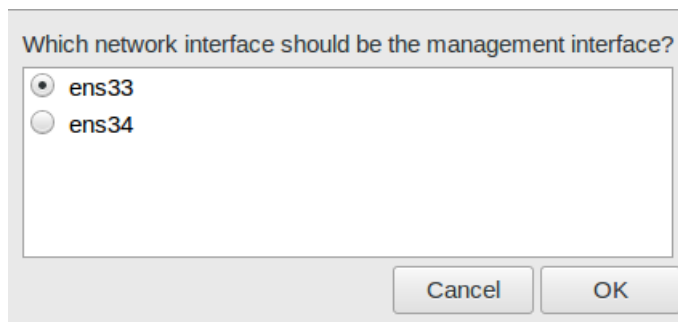 Which network interface should be the management interface?
ens33
ens34
Cancel OK